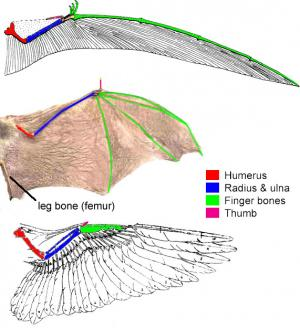 Humerus
Radius & ulna
Finger bones
Thumb
leg bone (femur)